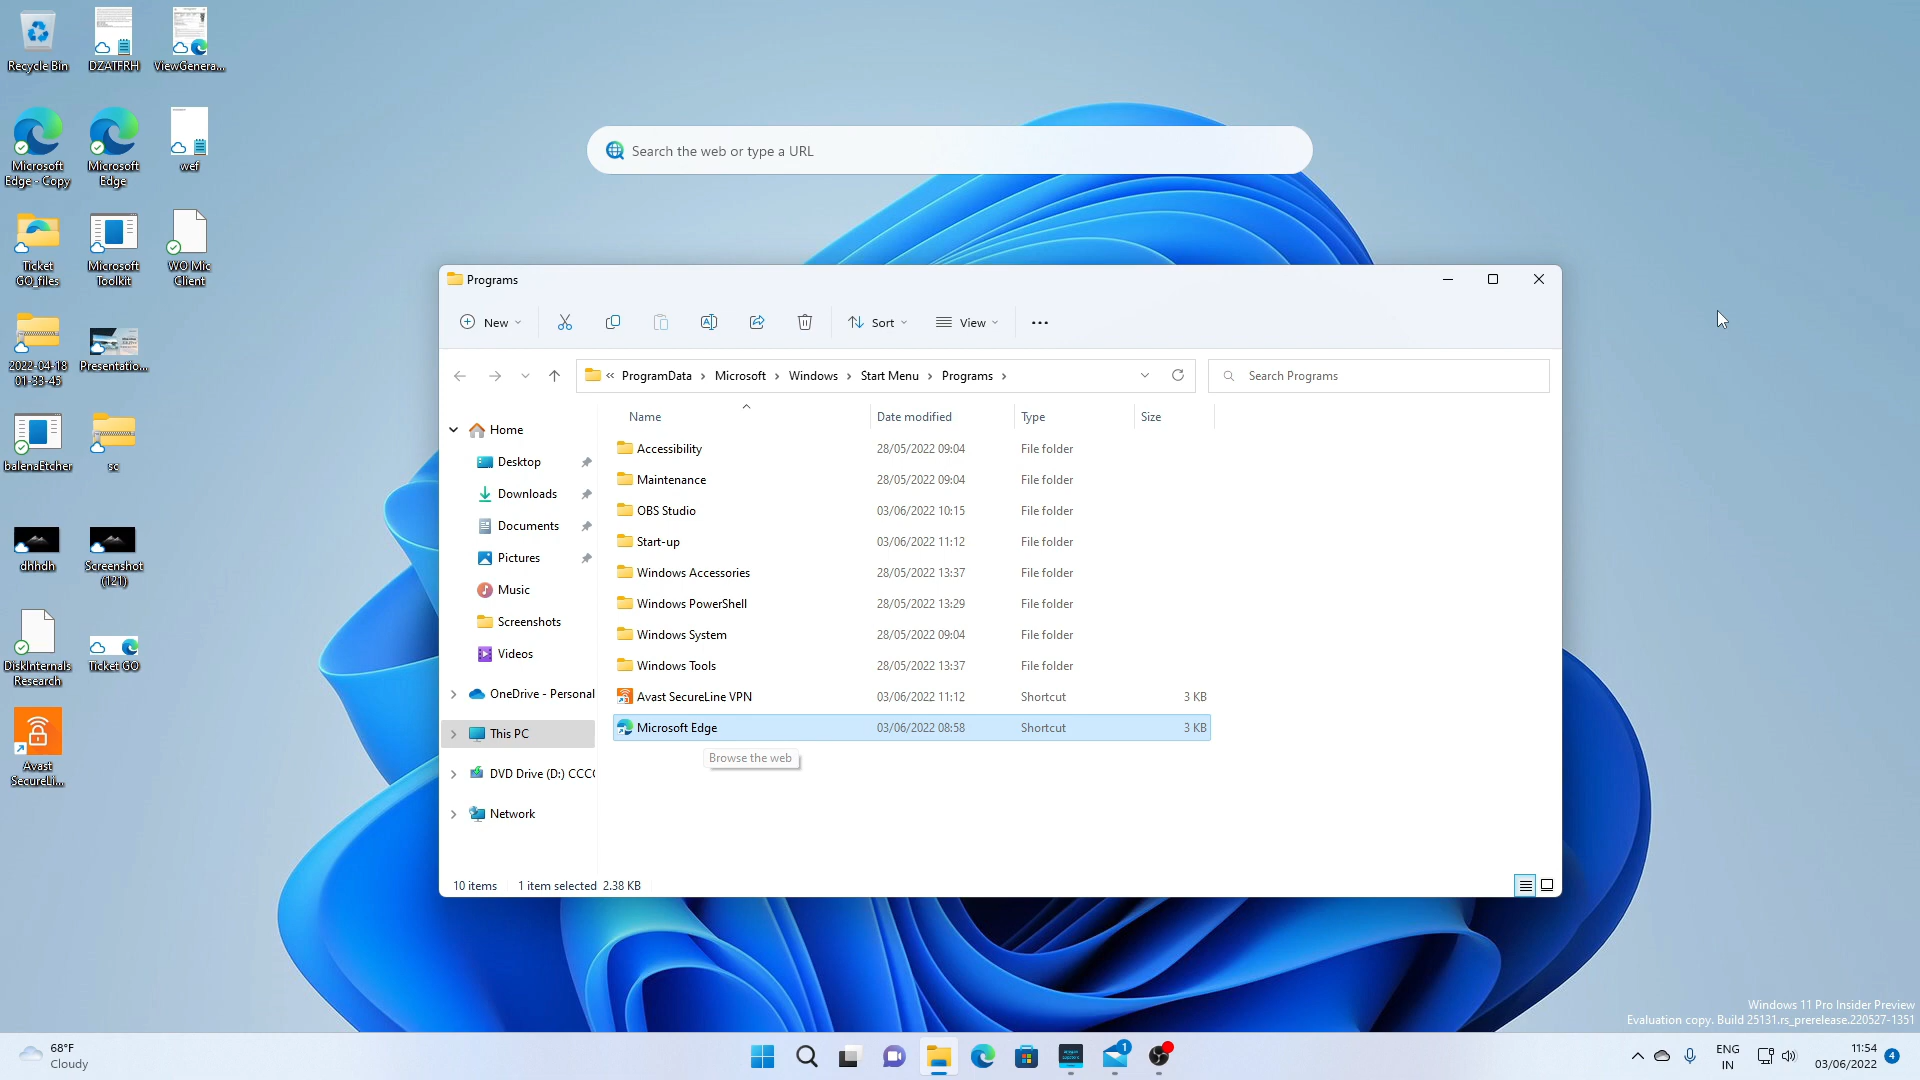 Recycle Bin
DZATFRH
ViewGenera...
Microsoft
Edge - Copy
Microsoft
Edge
wef
Ticket
GO_files
Microsoft
Toolkit
WO Mic
Client
2022-04-18
01-33-45
Presentatio...
balenaEtcher
sc
dhhdh
Screenshot
(121)
DiskInternals
Research
Ticket GO
Avast
SecureLi...
Search the web or type a URL
Programs
New
Sort
View
« ProgramData > Microsoft > Windows > Start Menu > Programs >
Search Programs
Home
Desktop
Downloads
Documents
Pictures
Music
Screenshots
Videos
OneDrive - Personal
This PC
DVD Drive (D:) CCC
Network
Name Date modified Type Size
Accessibility 28/05/2022 09:04 File folder
Maintenance 28/05/2022 09:04 File folder
OBS Studio 03/06/2022 10:15 File folder
Start-up 03/06/2022 11:12 File folder
Windows Accessories 28/05/2022 13:37 File folder
Windows PowerShell 28/05/2022 13:29 File folder
Windows System 28/05/2022 09:04 File folder
Windows Tools 28/05/2022 13:37 File folder
Avast SecureLine VPN 03/06/2022 11:12 Shortcut 3 KB
Microsoft Edge 03/06/2022 08:58 Shortcut 3 KB
Browse the web
10 items 1 item selected 2.38 KB
Windows 11 Pro Insider Preview
Evaluation copy. Build 25131.rs_prerelease.220527-1351
68°F
Cloudy
1
ENG
IN
11:54
03/06/2022
4